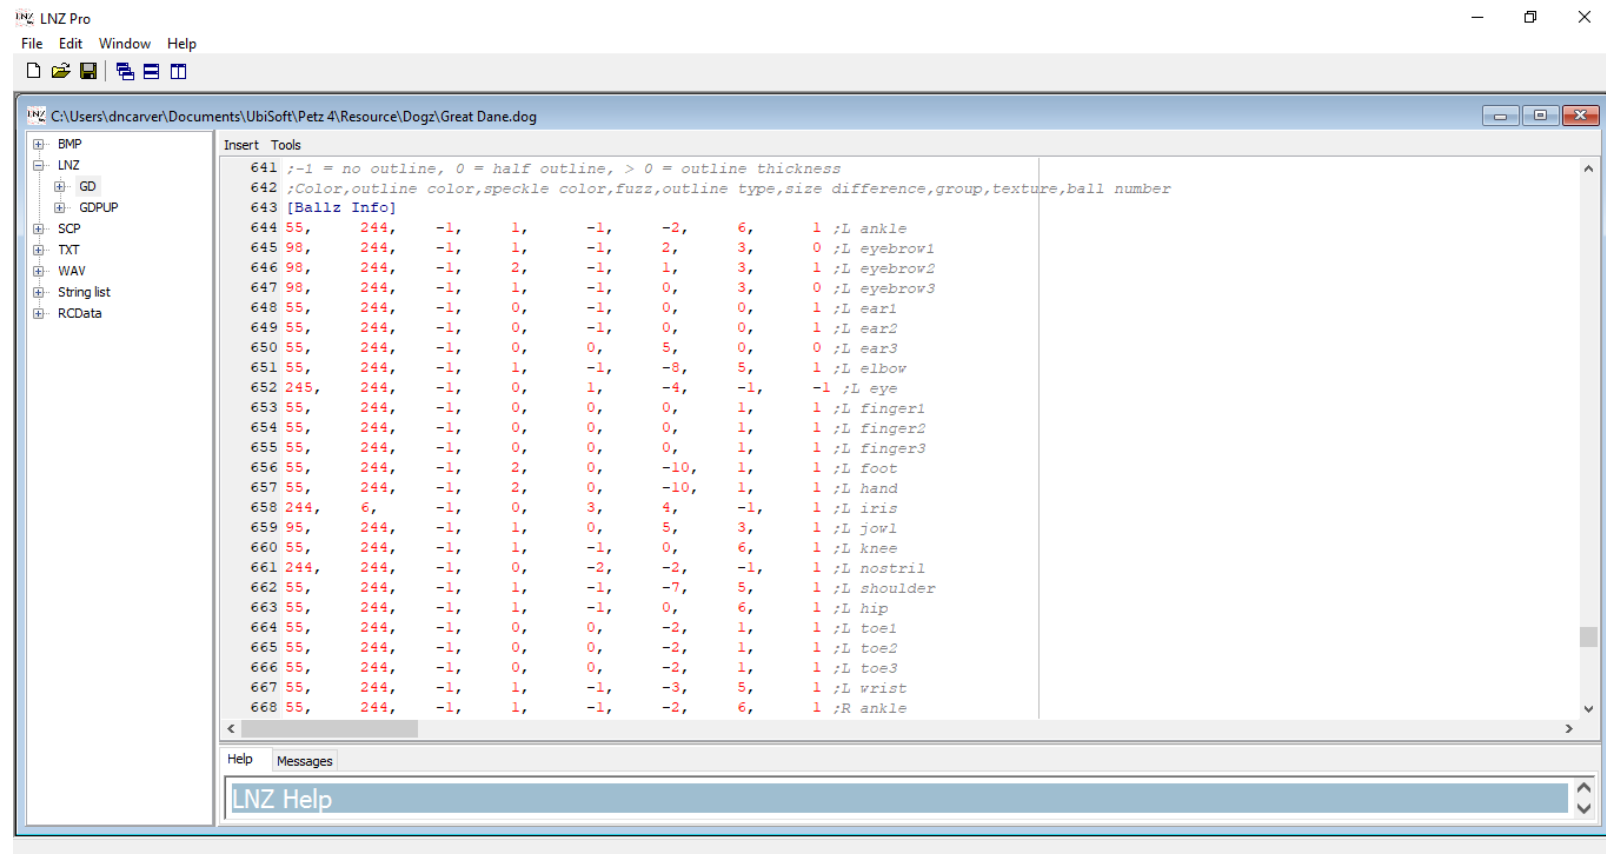 LNZ LNZ Pro
File Edit Window Help
LNZ C:\Users\dncarver\Documents\UbiSoft\Petz 4\Resource\Dogz\Great Dane.dog
BMP
LNZ
GD
GDPUP
SCP
TXT
WAV
String list
RCData
Insert Tools
641 ;-1 = no outline, 0 = half outline, > 0 = outline thickness
642 ;Color,outline color,speckle color,fuzz,outline type,size difference,group,texture,ball number
643 [Ballz Info]
644 55, 244, -1, 1, -1, -2, 6, 1 ;L ankle
645 98, 244, -1, 1, -1, 2, 3, 0 ;L eyebrow1
646 98, 244, -1, 2, -1, 1, 3, 1 ;L eyebrow2
647 98, 244, -1, 1, -1, 0, 3, 0 ;L eyebrow3
648 55, 244, -1, 0, -1, 0, 0, 1 ;L ear1
649 55, 244, -1, 0, -1, 0, 0, 1 ;L ear2
650 55, 244, -1, 0, 0, 5, 0, 0 ;L ear3
651 55, 244, -1, 1, -1, -8, 5, 1 ;L elbow
652 245, 244, -1, 0, 1, -4, -1, -1 ;L eye
653 55, 244, -1, 0, 0, 0, 1, 1 ;L finger1
654 55, 244, -1, 0, 0, 0, 1, 1 ;L finger2
655 55, 244, -1, 0, 0, 0, 1, 1 ;L finger3
656 55, 244, -1, 2, 0, -10, 1, 1 ;L foot
657 55, 244, -1, 2, 0, -10, 1, 1 ;L hand
658 244, 6, -1, 0, 3, 4, -1, 1 ;L iris
659 95, 244, -1, 1, 0, 5, 3, 1 ;L jowl
660 55, 244, -1, 1, -1, 0, 6, 1 ;L knee
661 244, 244, -1, 0, -2, -2, -1, 1 ;L nostril
662 55, 244, -1, 1, -1, -7, 5, 1 ;L shoulder
663 55, 244, -1, 1, -1, 0, 6, 1 ;L hip
664 55, 244, -1, 0, 0, -2, 1, 1 ;L toe1
665 55, 244, -1, 0, 0, -2, 1, 1 ;L toe2
666 55, 244, -1, 0, 0, -2, 1, 1 ;L toe3
667 55, 244, -1, 1, -1, -3, 5, 1 ;L wrist
668 55, 244, -1, 1, -1, -2, 6, 1 ;R ankle
Help Messages
LNZ Help